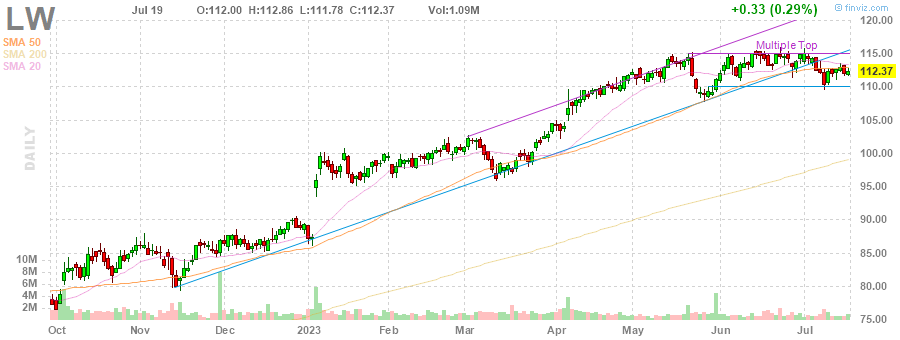 LW Jul 19 O:112.00 H:112.86 L:111.78 C:112.37 Vol:1.09M +0.33 (0.29%) © finviz.com
SMA 50
SMA 200
SMA 20
Multiple Top
DAILY
120.00
115.00
112.37
110.00
105.00
100.00
95.00
90.00
85.00
80.00
75.00
10M
8M
6M
4M
2M
Oct Nov Dec 2023 Feb Mar Apr May Jun Jul